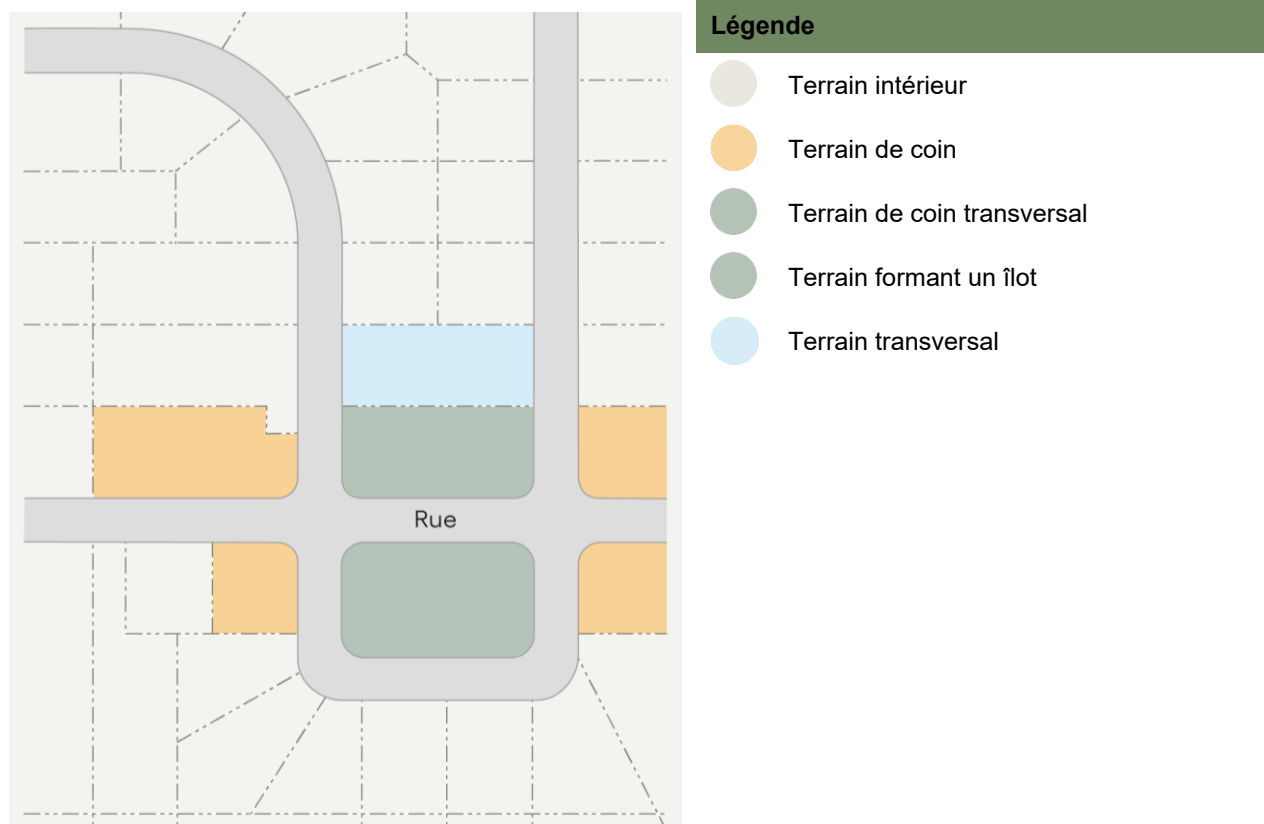 Légende
Terrain intérieur
Terrain de coin
Terrain de coin transversal
Terrain formant un îlot
Terrain transversal
Rue